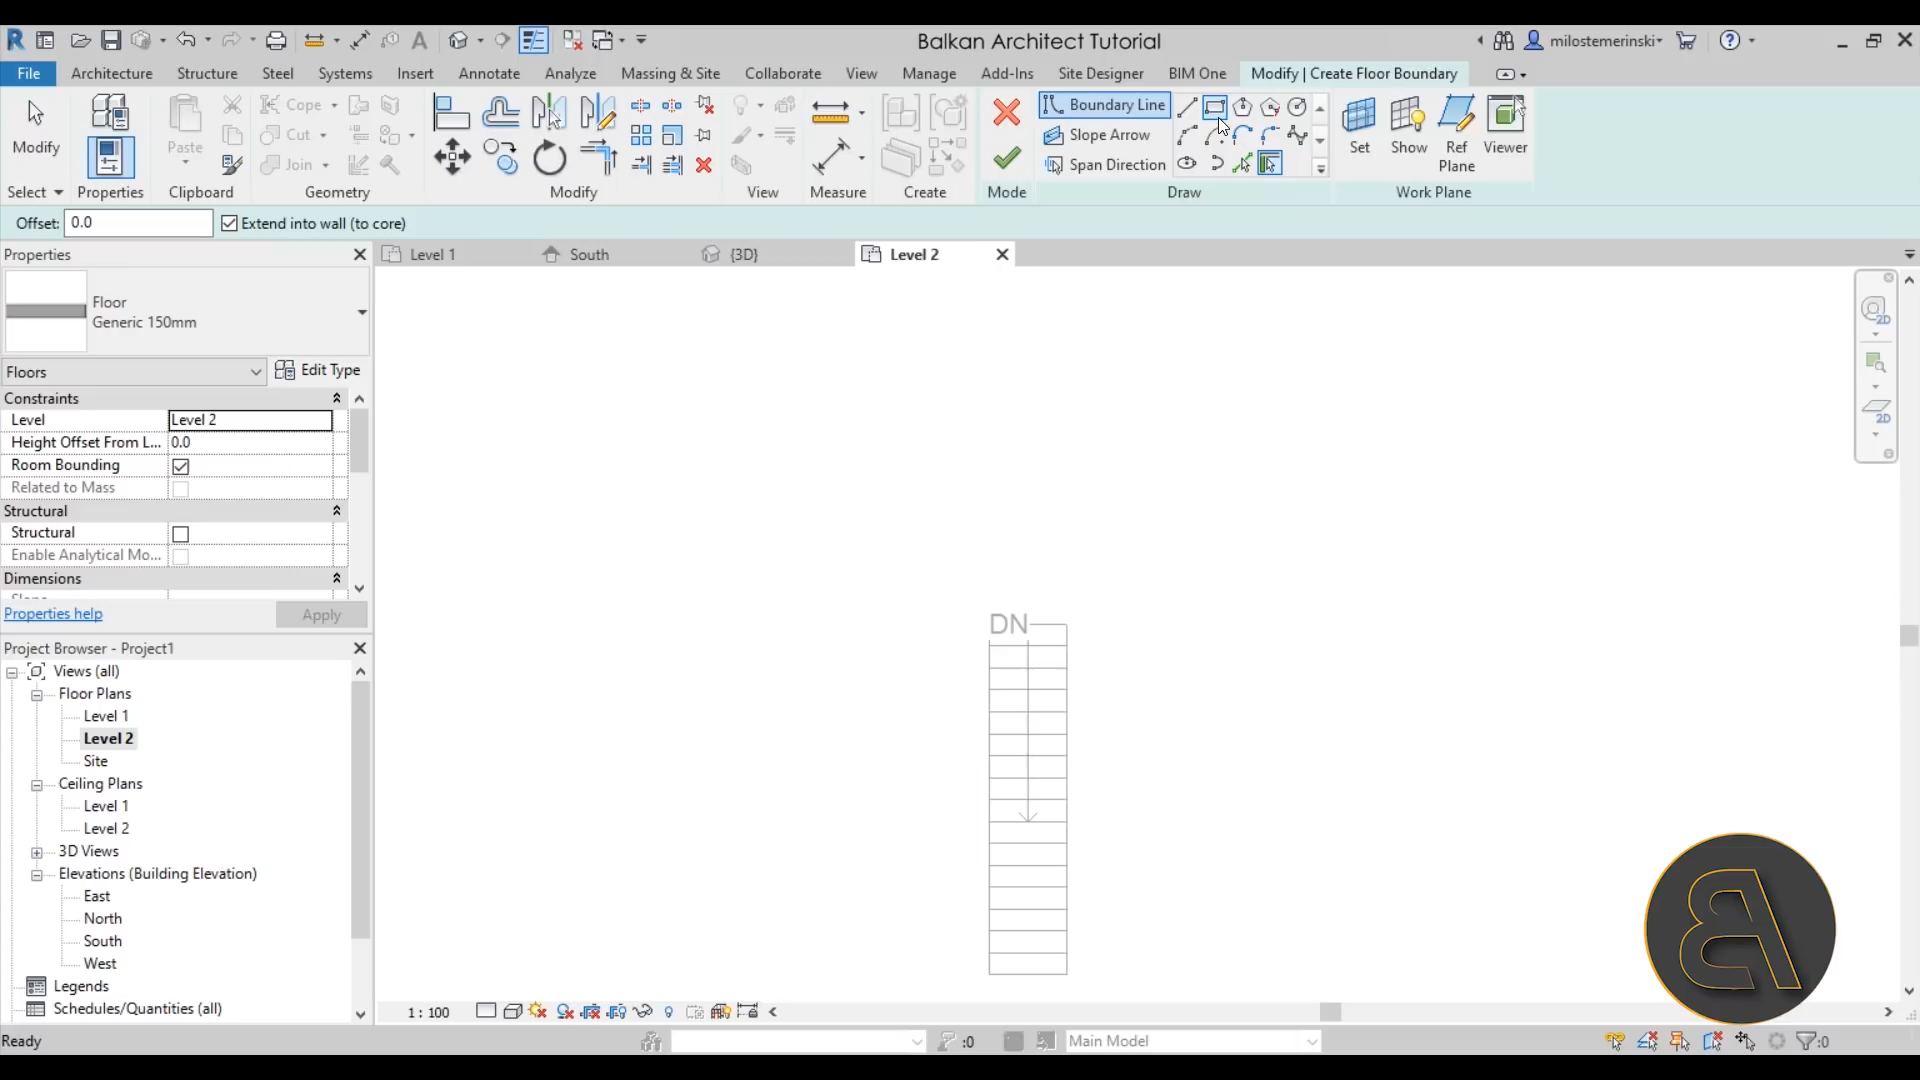 Balkan Architect Tutorial
milostemerinski
File Architecture Structure Steel Systems Insert Annotate Analyze Massing & Site Collaborate View Manage Add-Ins Site Designer BIM One Modify | Create Floor Boundary
Modify
Paste
Cope
Cut
Join
Boundary Line
Slope Arrow
Span Direction
Set Show Ref Plane Viewer
Select Properties Clipboard Geometry Modify View Measure Create Mode Draw Work Plane
Offset: 0.0 Extend into wall (to core)
Properties
Level 1 South {3D} Level 2
Floor
Generic 150mm
Floors Edit Type
Constraints
Level Level 2
Height Offset From L... 0.0
Room Bounding
Related to Mass
Structural
Structural
Enable Analytical Mo...
Dimensions
Properties help Apply
Project Browser - Project1
Views (all)
Floor Plans
Level 1
Level 2
Site
Ceiling Plans
Level 1
Level 2
3D Views
Elevations (Building Elevation)
East
North
South
West
Legends
Schedules/Quantities (all)
DN
2D
2D
1 : 100
Ready :0 Main Model :0